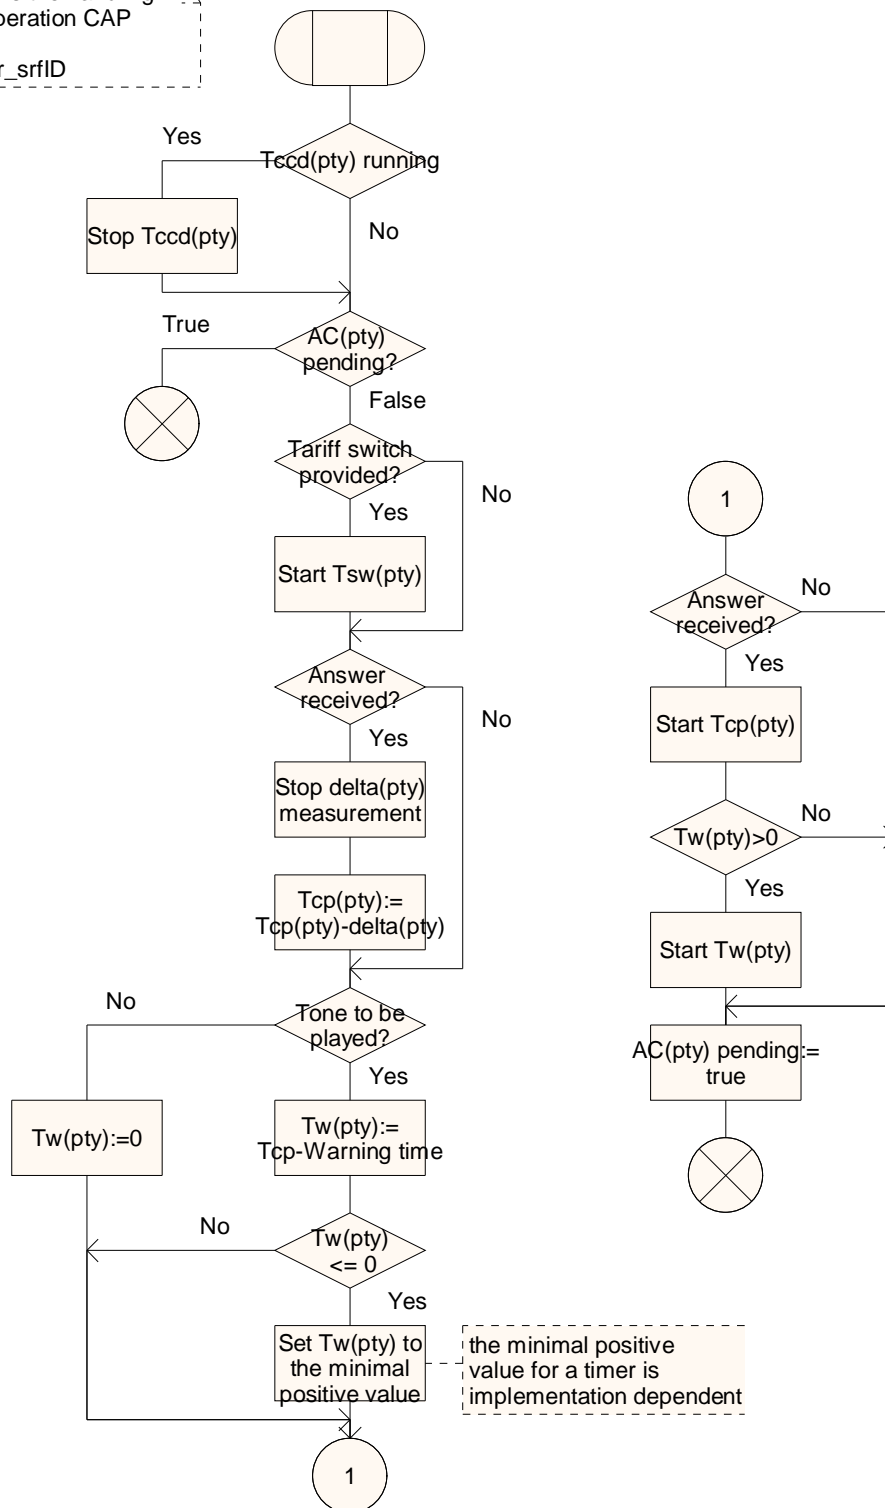 peration CAP
r_srfID
Yes
Tccd(pty) running
Stop Tccd(pty)
No
True
AC(pty)
pending?
False
Tariff switch
provided?
No
Yes
Start Tsw(pty)
Answer
received?
No
Yes
Stop delta(pty)
measurement
Tcp(pty):=
Tcp(pty)-delta(pty)
No
Tone to be
played?
Yes
Tw(pty):=0
Tw(pty):=
Tcp-Warning time
No
Tw(pty)
<= 0
Yes
Set Tw(pty) to
the minimal
positive value
the minimal positive
value for a timer is
implementation dependent
1
1
Answer
received?
No
Yes
Start Tcp(pty)
Tw(pty)>0
No
Yes
Start Tw(pty)
AC(pty) pending:=
true